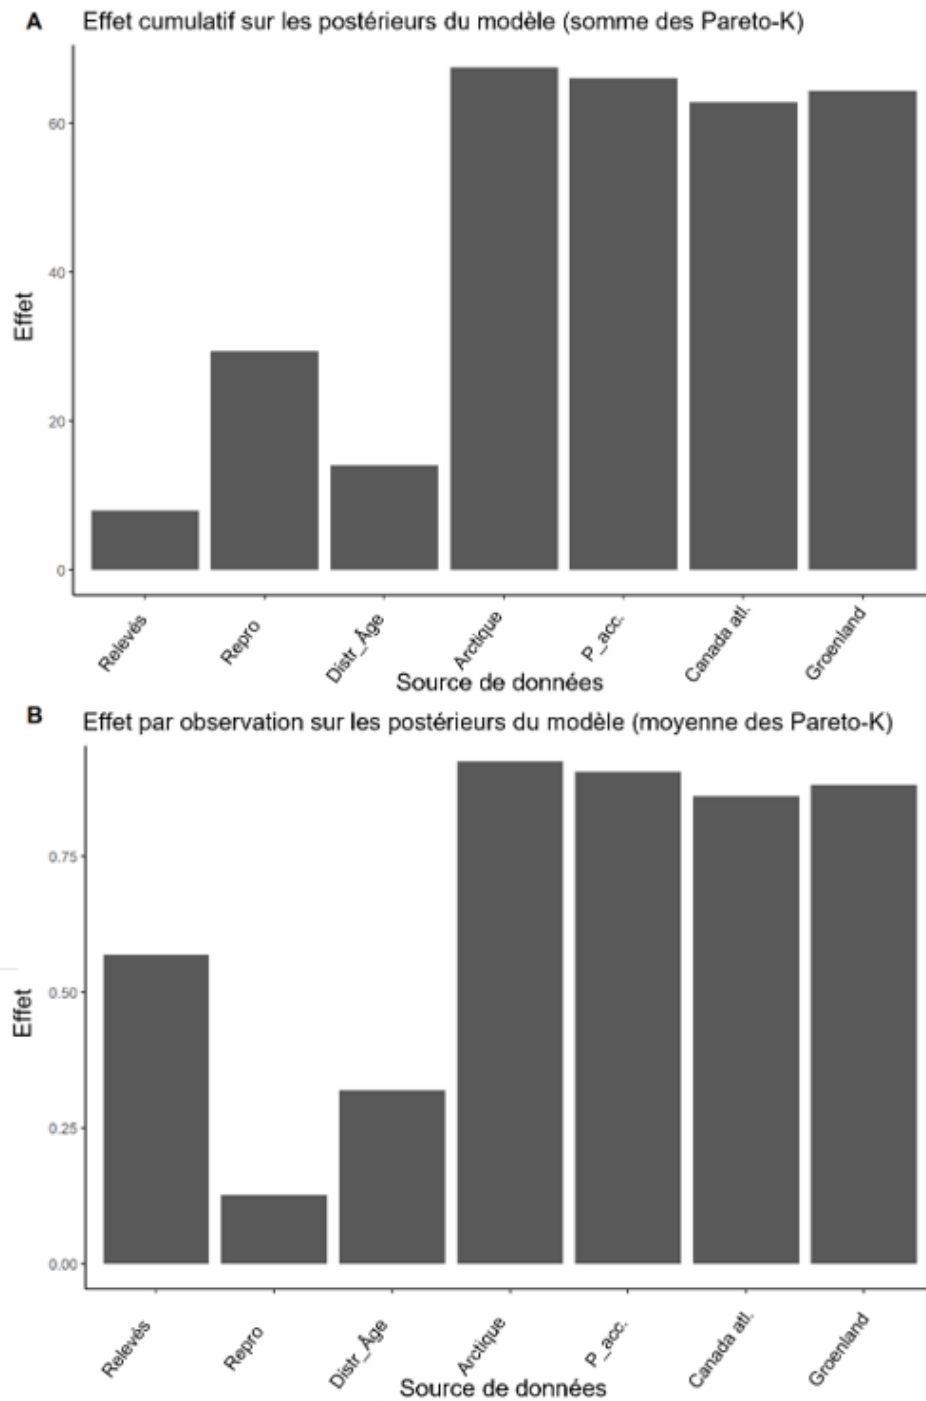 A Effet cumulatif sur les postérieurs du modèle (somme des Pareto-K)
60
40
20
0
Effet
Relevés
Repro
Distr_Âge
Arctique
P_acc.
Canada atl.
Groenland
Source de données
B Effet par observation sur les postérieurs du modèle (moyenne des Pareto-K)
0.75
0.50
0.25
0.00
Effet
Relevés
Repro
Distr_Âge
Arctique
P_acc.
Canada atl.
Groenland
Source de données